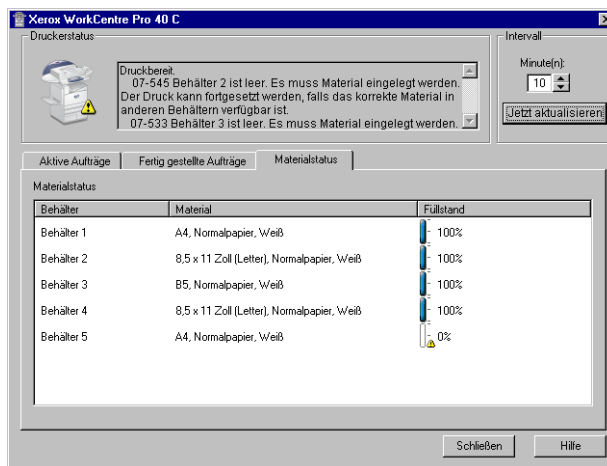 Xerox WorkCentre Pro 40 C
Druckerstatus
Druckbereit.
07-545 Behälter 2 ist leer. Es muss Material eingelegt werden.
Der Druck kann fortgesetzt werden, falls das korrekte Material in
anderen Behältern verfügbar ist.
07-533 Behälter 3 ist leer. Es muss Material eingelegt werden.
Intervall
Minute(n):
10
Jetzt aktualisieren
Aktive Aufträge Fertig gestellte Aufträge Materialstatus
Materialstatus
Behälter Material Füllstand
Behälter 1 A4, Normalpapier, Weiß 100%
Behälter 2 8,5 x 11 Zoll (Letter), Normalpapier, Weiß 100%
Behälter 3 B5, Normalpapier, Weiß 100%
Behälter 4 8,5 x 11 Zoll (Letter), Normalpapier, Weiß 100%
Behälter 5 A4, Normalpapier, Weiß 0%
Schließen Hilfe